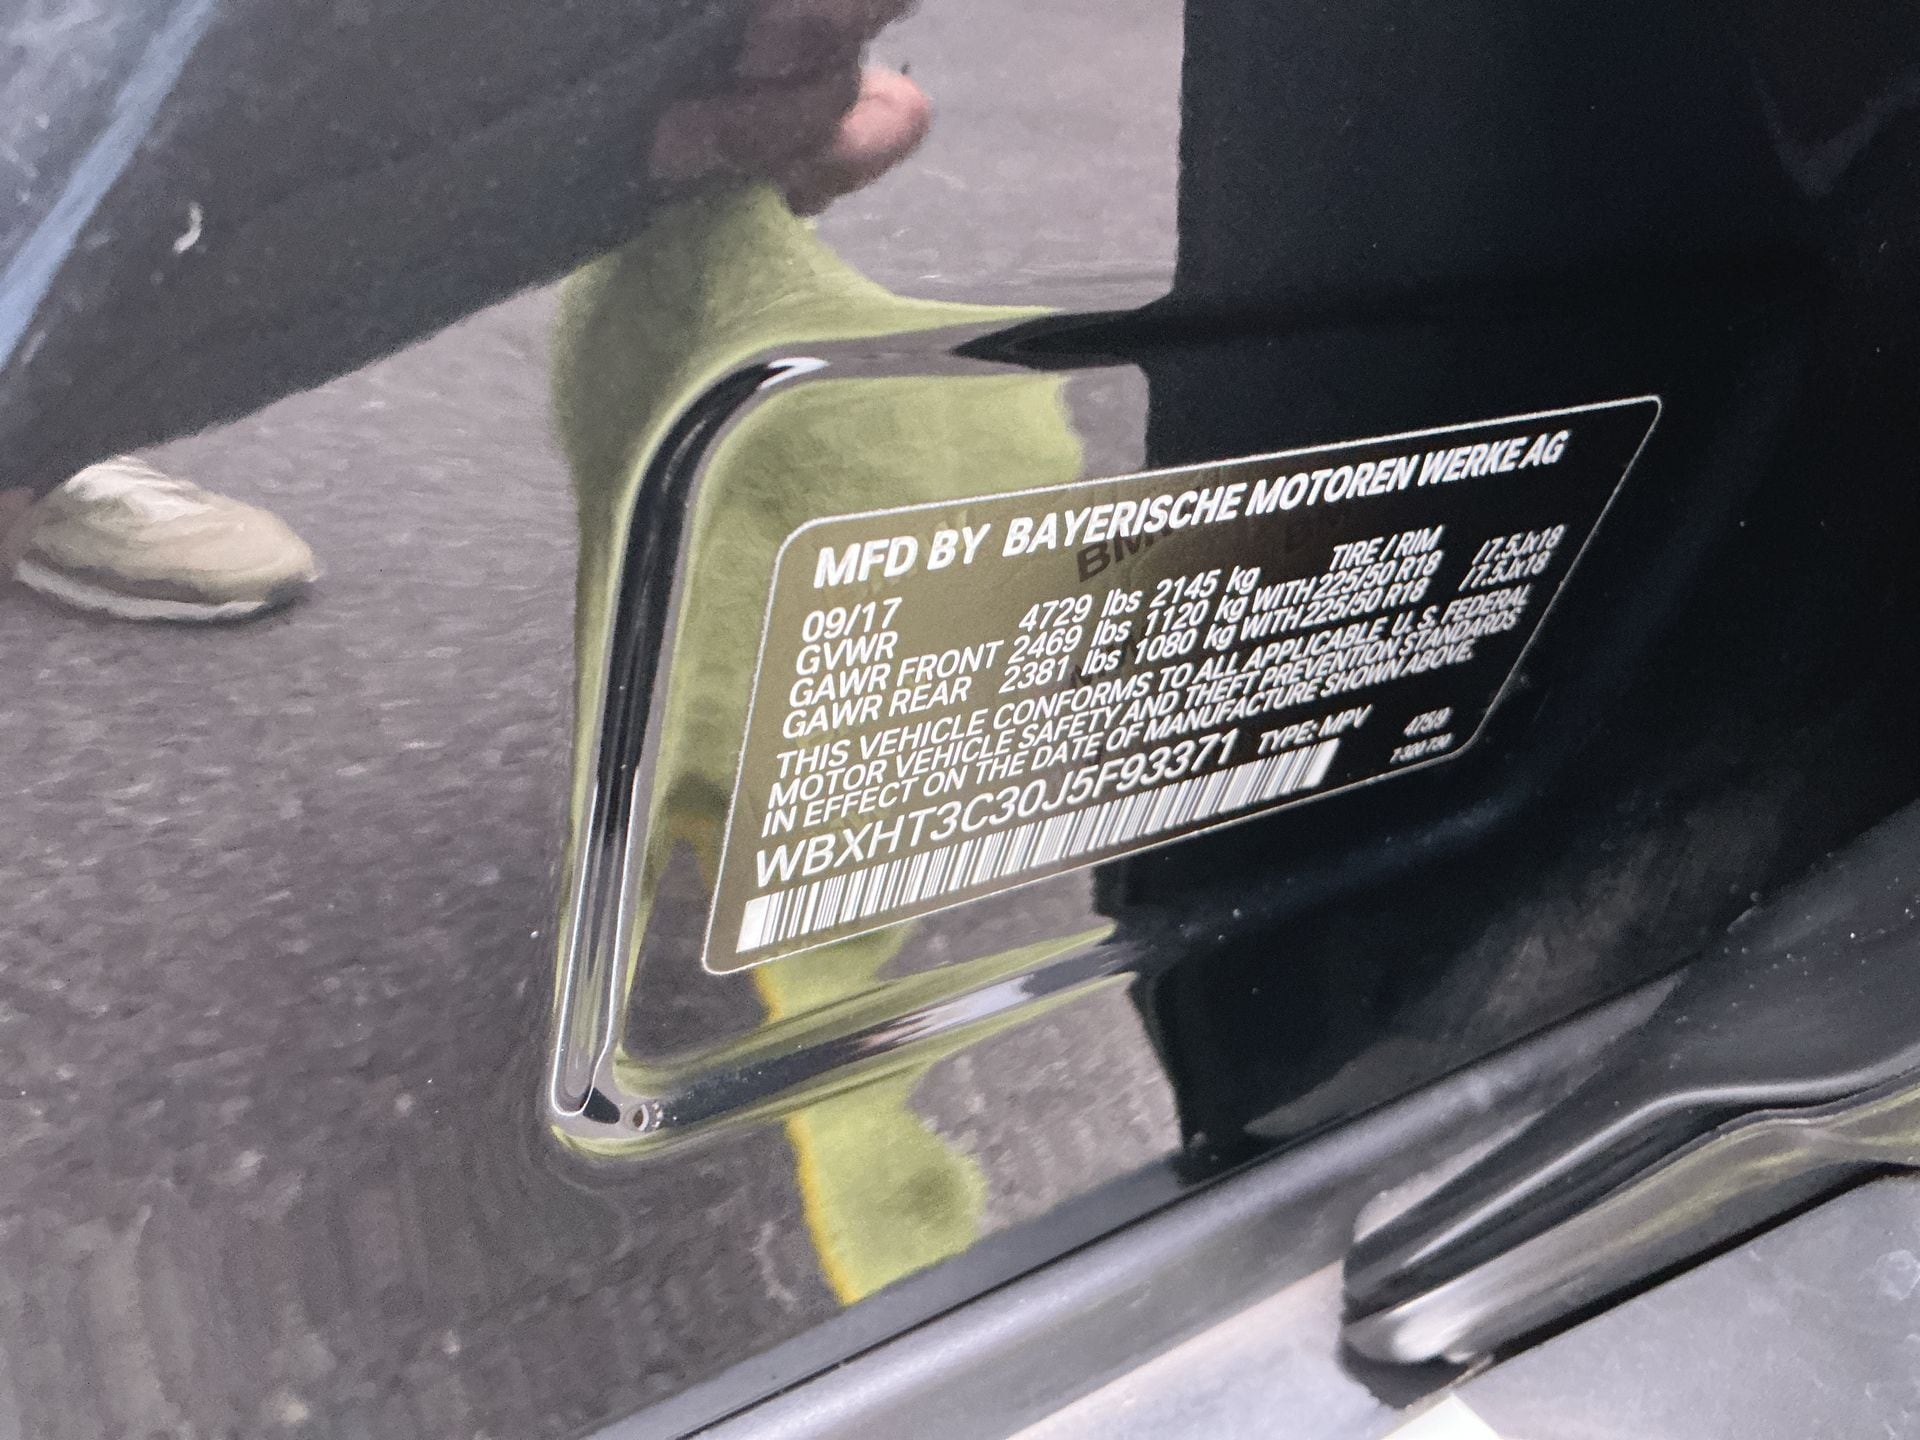 MFD BY BAYERISCHE MOTOREN WERKE AG
09/17 TIRE / RIM
GVWR 4729 lbs 2145 kg
GAWR FRONT 2469 lbs 1120 kg WITH 225/50 R18 / 7.5Jx18
GAWR REAR 2381 lbs 1080 kg WITH 225/50 R18 / 7.5Jx18
THIS VEHICLE CONFORMS TO ALL APPLICABLE U. S. FEDERAL
MOTOR VEHICLE SAFETY AND THEFT PREVENTION STANDARDS
IN EFFECT ON THE DATE OF MANUFACTURE SHOWN ABOVE.
WBXHT3C30J5F93371 TYPE: MPV